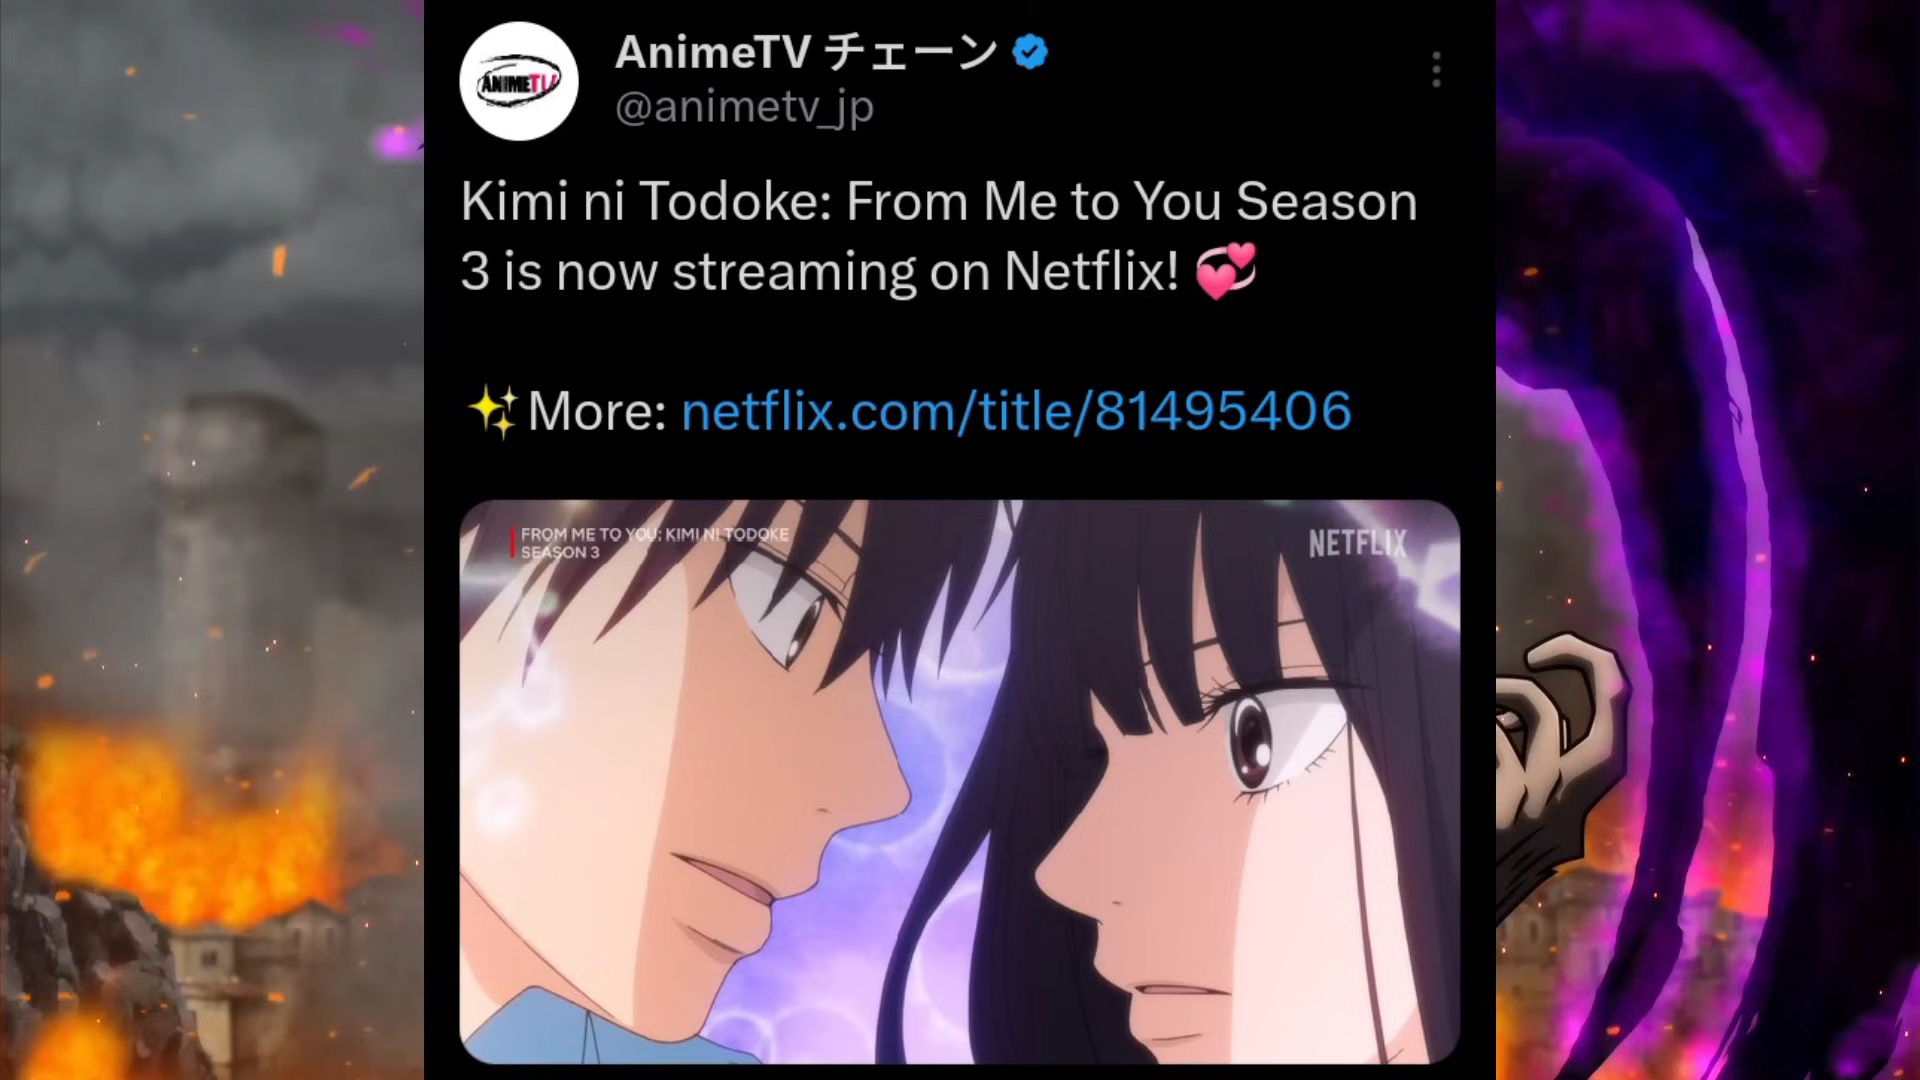 ANIMETV
AnimeTV チェーン
@animetv_jp
Kimi ni Todoke: From Me to You Season
3 is now streaming on Netflix! 💞
✨More: netflix.com/title/81495406
FROM ME TO YOU: KIMI NI TODOKE
SEASON 3
NETFLIX